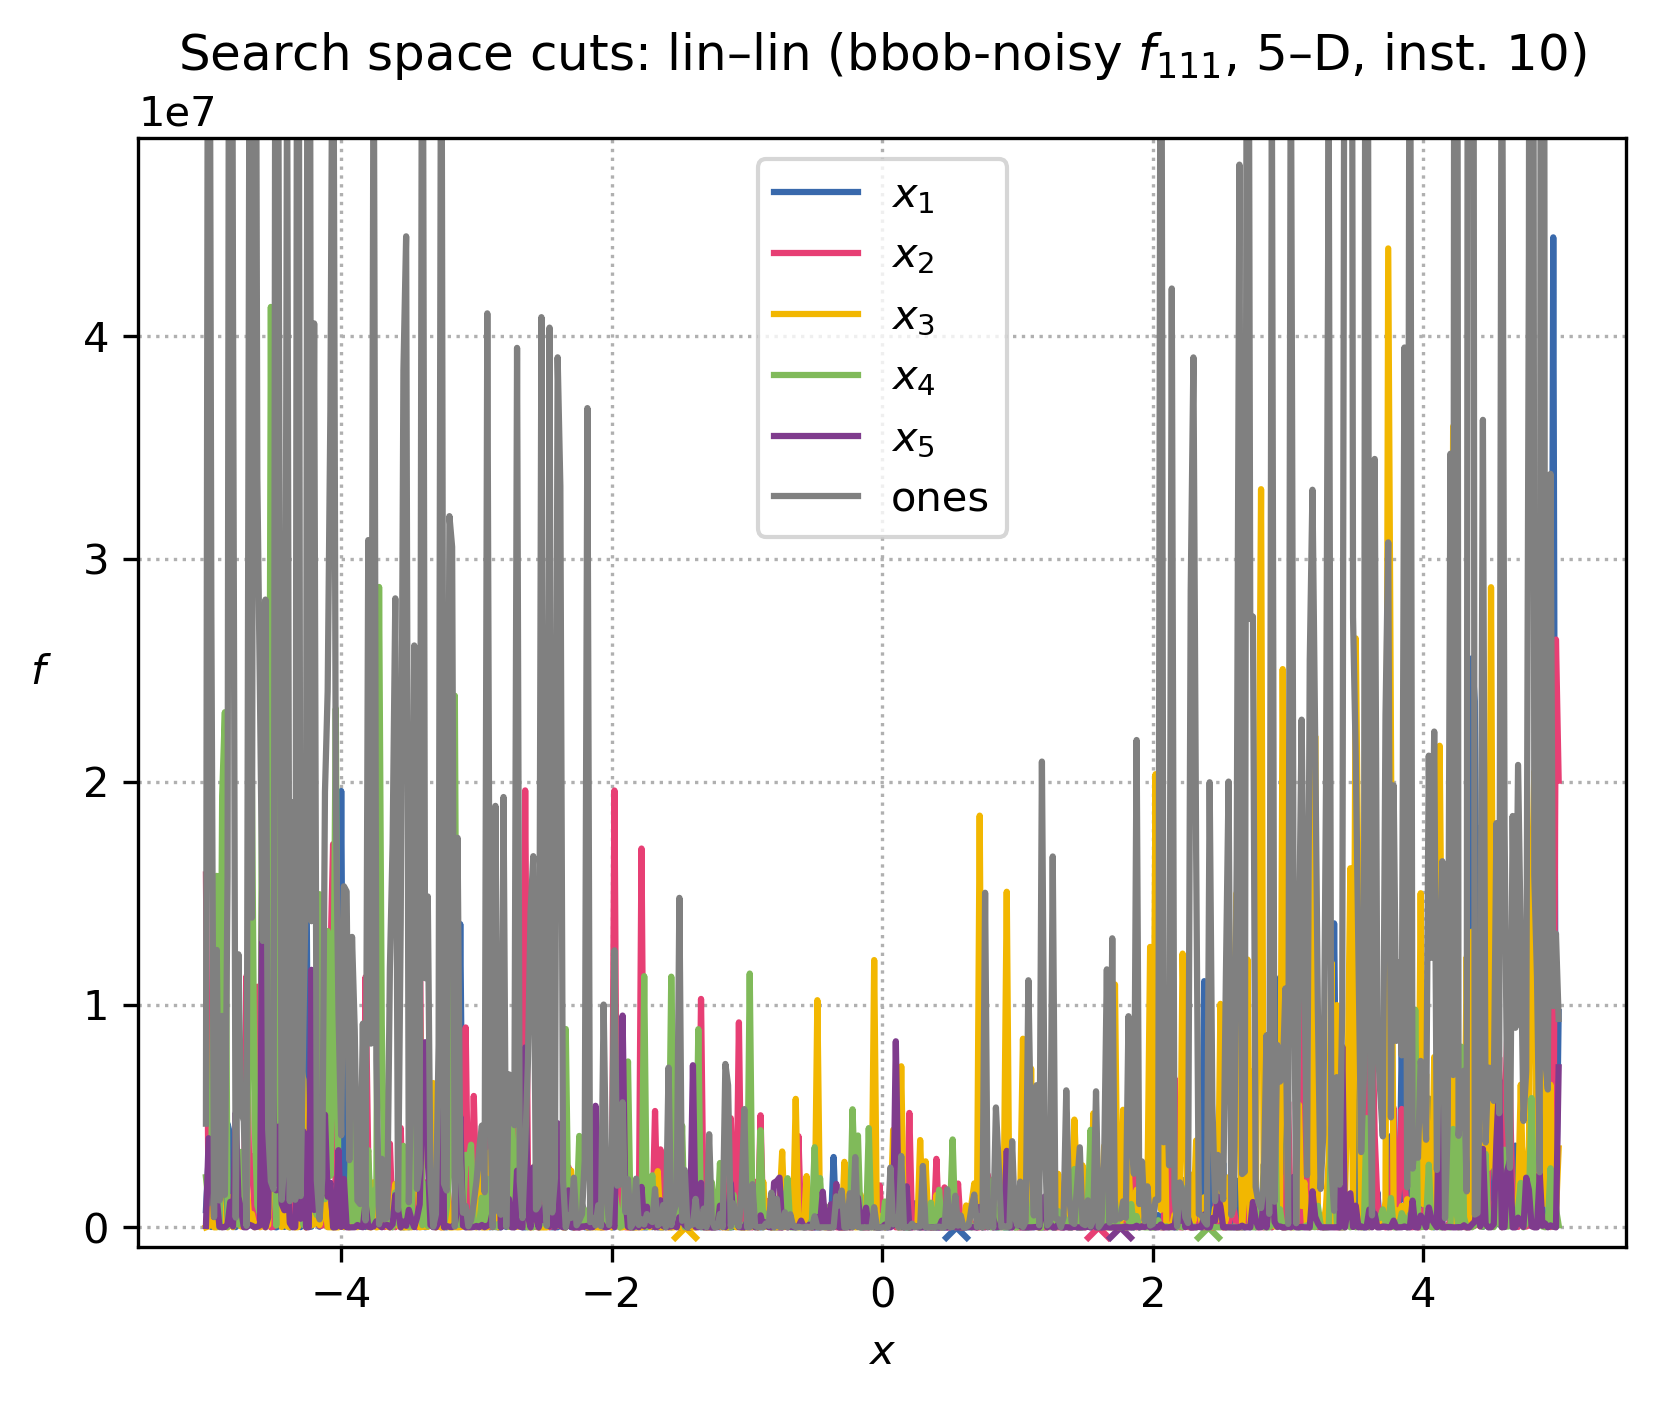 Search space cuts: lin–lin (bbob-noisy f₁₁₁, 5–D, inst. 10)
1e7
x₁
x₂
x₃
x₄
x₅
ones
4
3
f
2
1
0
−4 −2 0 2 4
x